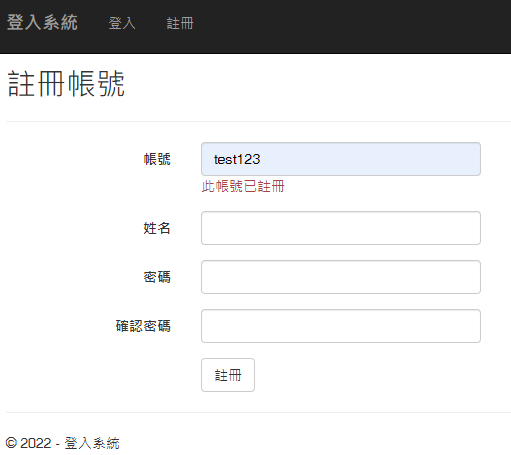 登入系統 登入 註冊
註冊帳號
帳號 test123
此帳號已註冊
姓名
密碼
確認密碼
註冊
© 2022 - 登入系統